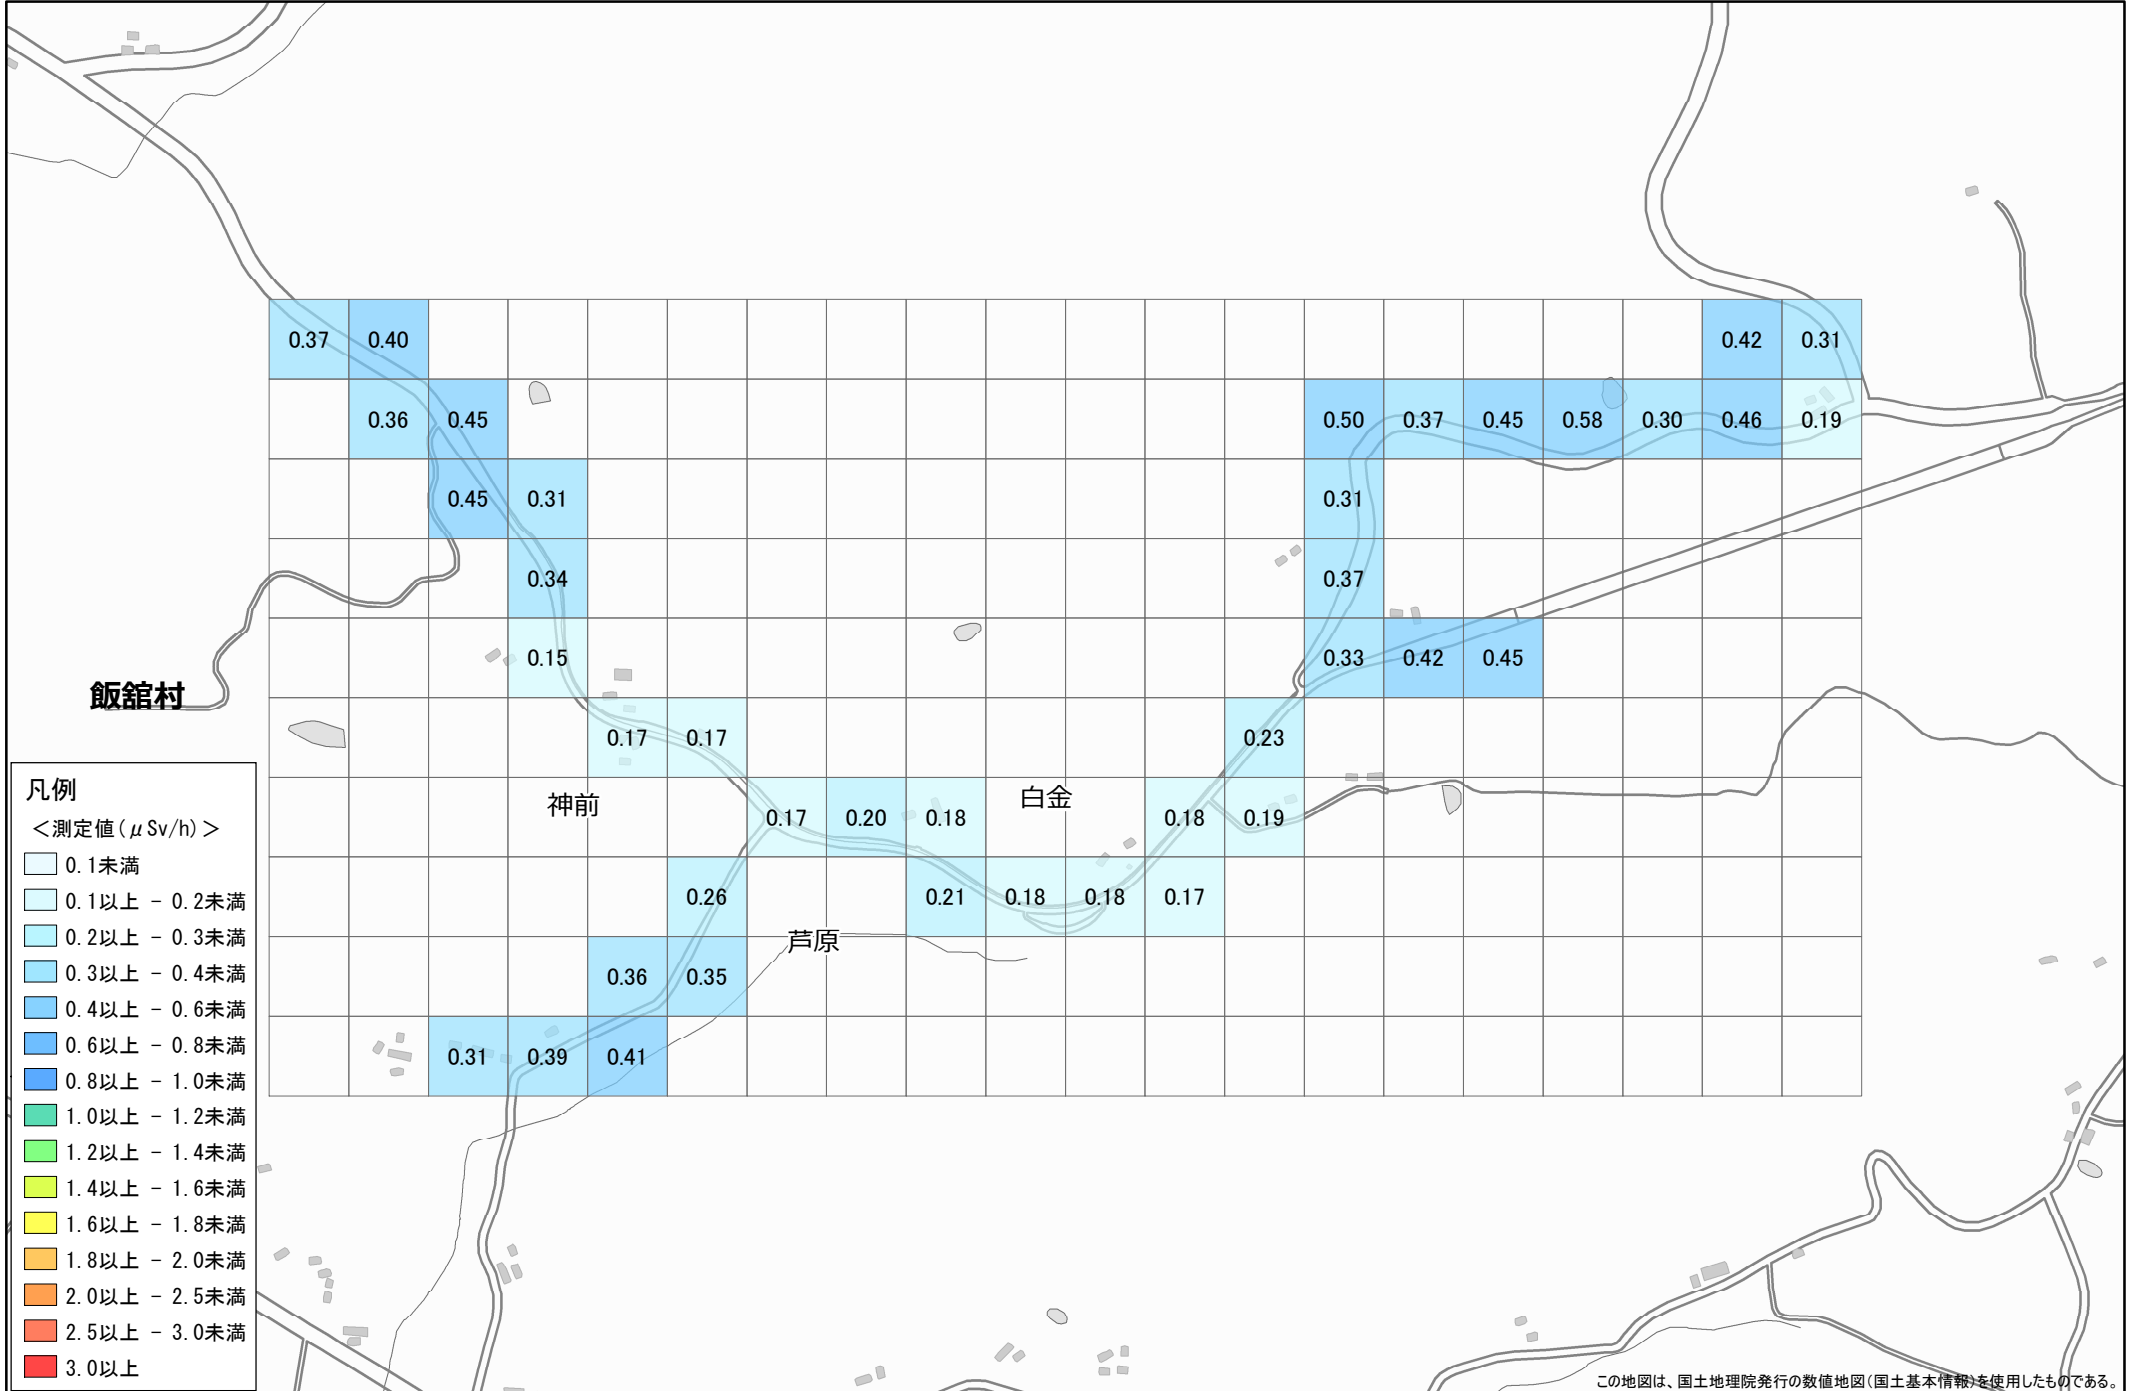 0.37 0.40 0.42 0.31
0.36 0.45 0.50 0.37 0.45 0.58 0.30 0.46 0.19
0.45 0.31 0.31
0.34 0.37
0.15 0.33 0.42 0.45
飯舘村
0.17 0.17 0.23
神前 白金
0.17 0.20 0.18 0.18 0.19
0.26 0.21 0.18 0.18 0.17
芦原
0.36 0.35
0.31 0.39 0.41
凡例
＜測定値(μSv/h)＞
0.1未満
0.1以上 - 0.2未満
0.2以上 - 0.3未満
0.3以上 - 0.4未満
0.4以上 - 0.6未満
0.6以上 - 0.8未満
0.8以上 - 1.0未満
1.0以上 - 1.2未満
1.2以上 - 1.4未満
1.4以上 - 1.6未満
1.6以上 - 1.8未満
1.8以上 - 2.0未満
2.0以上 - 2.5未満
2.5以上 - 3.0未満
3.0以上
この地図は、国土地理院発行の数値地図(国土基本情報)を使用したものである。